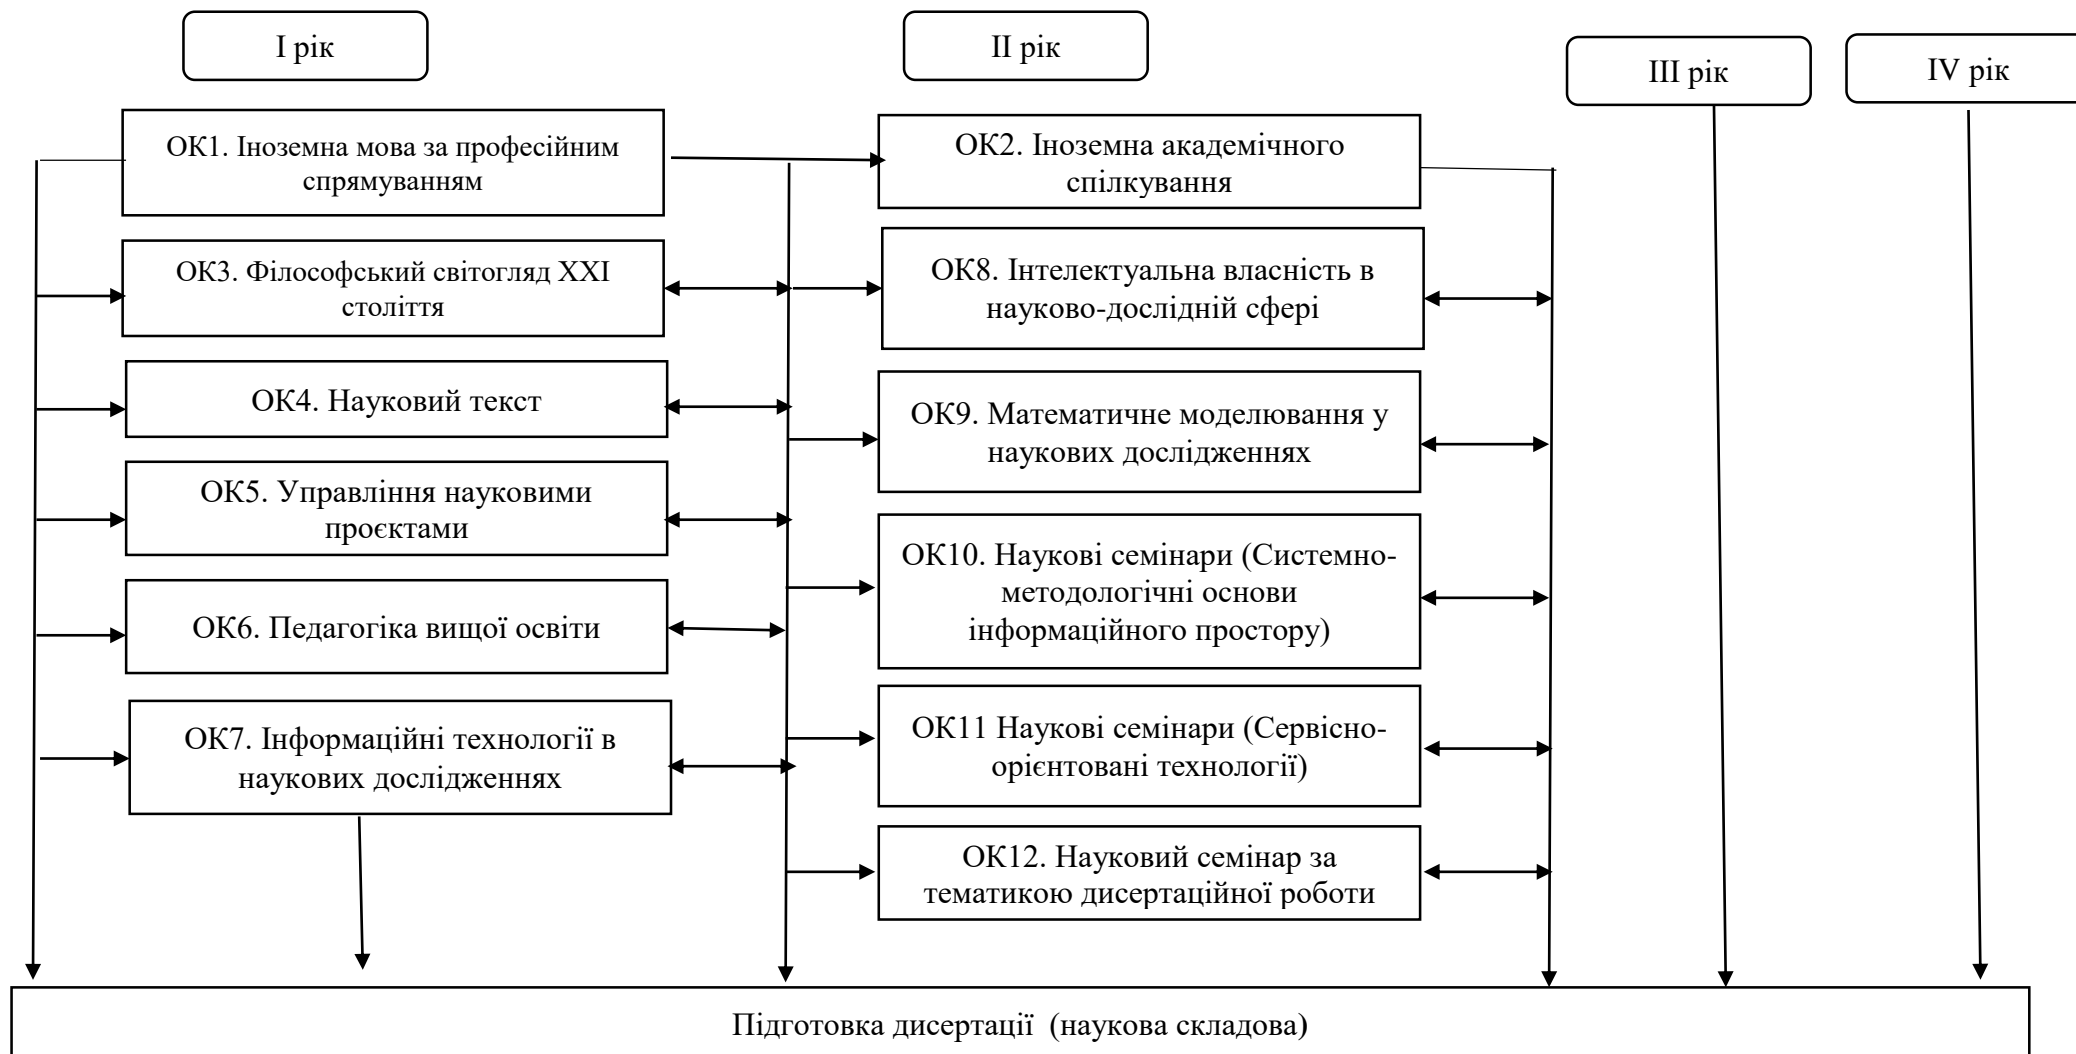 І рік
ІІ рік
ІІІ рік
IV рік
ОК1. Іноземна мова за професійним
спрямуванням
ОК3. Філософський світогляд ХХІ
століття
ОК4. Науковий текст
ОК5. Управління науковими
проєктами
ОК6. Педагогіка вищої освіти
ОК7. Інформаційні технології в
наукових дослідженнях
ОК2. Іноземна академічного
спілкування
ОК8. Інтелектуальна власність в
науково-дослідній сфері
ОК9. Математичне моделювання у
наукових дослідженнях
ОК10. Наукові семінари (Системно-
методологічні основи
інформаційного простору)
ОК11 Наукові семінари (Сервісно-
орієнтовані технології)
ОК12. Науковий семінар за
тематикою дисертаційної роботи
Підготовка дисертації (наукова складова)